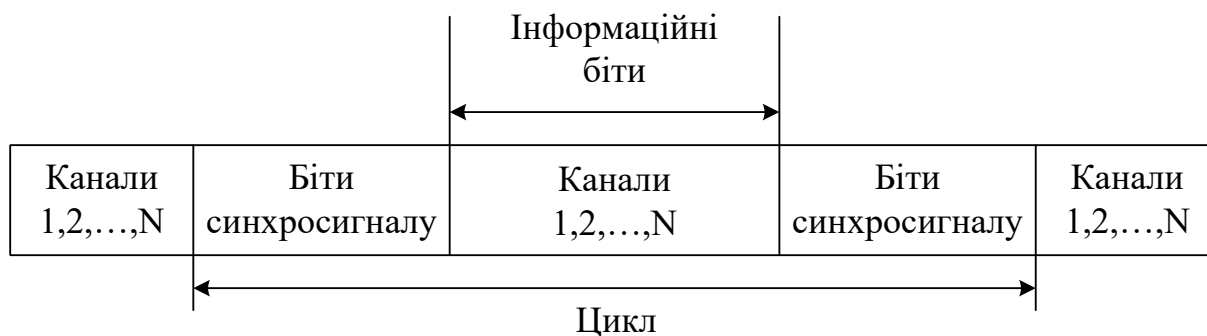 Інформаційні
біти
Канали
1,2,…,N
Біти
синхросигналу
Канали
1,2,…,N
Біти
синхросигналу
Канали
1,2,…,N
Цикл